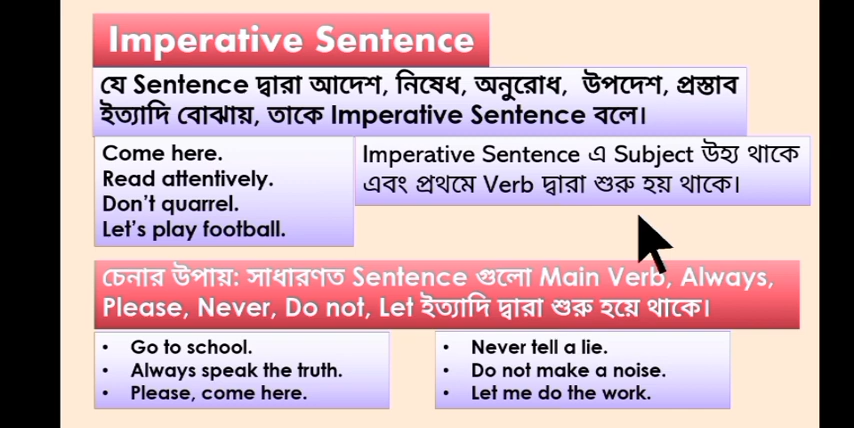 Imperative Sentence
যে Sentence দ্বারা আদেশ, নিষেধ, অনুরোধ, উপদেশ, প্রস্তাব
ইত্যাদি বোঝায়, তাকে Imperative Sentence বলে।
Come here.
Read attentively.
Don't quarrel.
Let's play football.
Imperative Sentence এ Subject উহ্য থাকে
এবং প্রথমে Verb দ্বারা শুরু হয় থাকে।
চেনার উপায়: সাধারণত Sentence গুলো Main Verb, Always,
Please, Never, Do not, Let ইত্যাদি দ্বারা শুরু হয়ে থাকে।
• Go to school.
• Always speak the truth.
• Please, come here.
• Never tell a lie.
• Do not make a noise.
• Let me do the work.